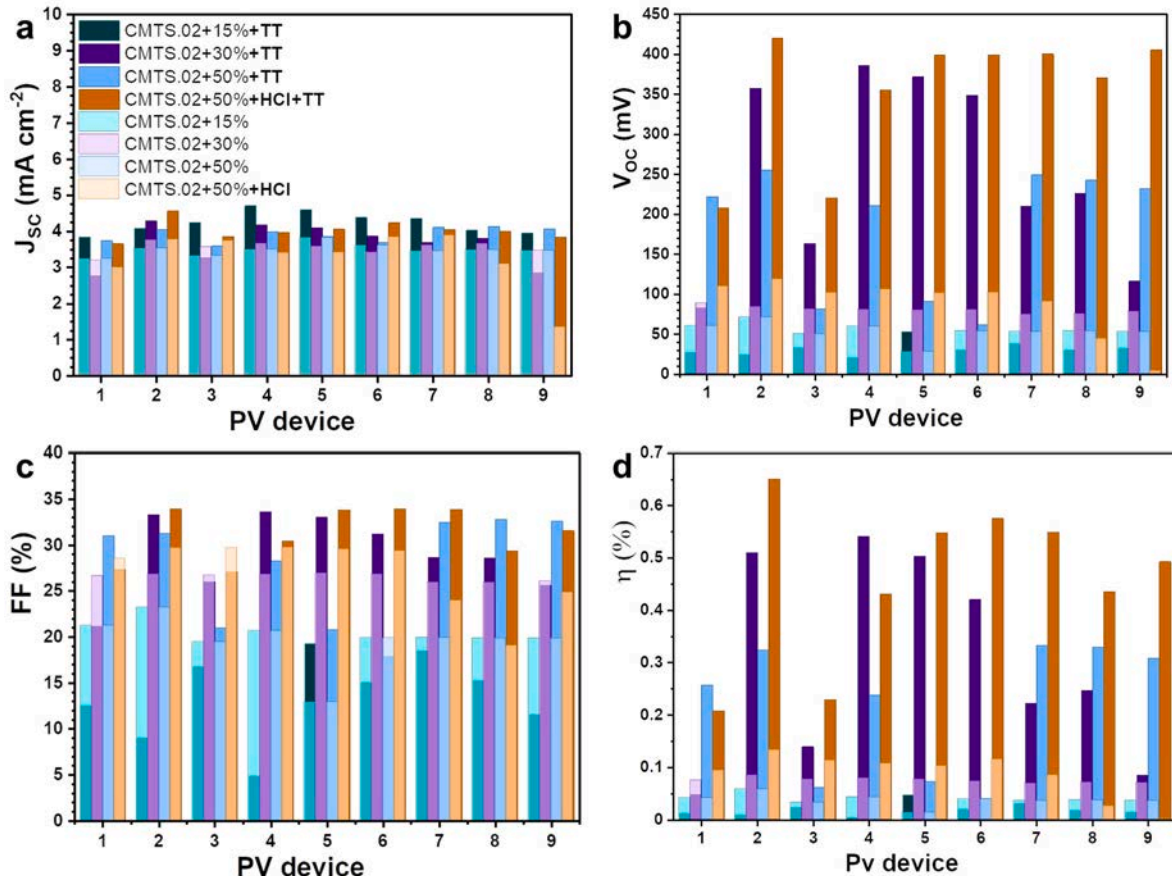 a
J_SC (mA cm⁻²)
10
9
8
7
6
5
4
3
2
1
0
CMTS.02+15%+TT
CMTS.02+30%+TT
CMTS.02+50%+TT
CMTS.02+50%+HCl+TT
CMTS.02+15%
CMTS.02+30%
CMTS.02+50%
CMTS.02+50%+HCl
1 2 3 4 5 6 7 8 9
PV device
b
V_OC (mV)
450
400
350
300
250
200
150
100
50
0
1 2 3 4 5 6 7 8 9
PV device
c
FF (%)
40
35
30
25
20
15
10
5
0
1 2 3 4 5 6 7 8 9
PV device
d
η (%)
0.7
0.6
0.5
0.4
0.3
0.2
0.1
0
1 2 3 4 5 6 7 8 9
Pv device